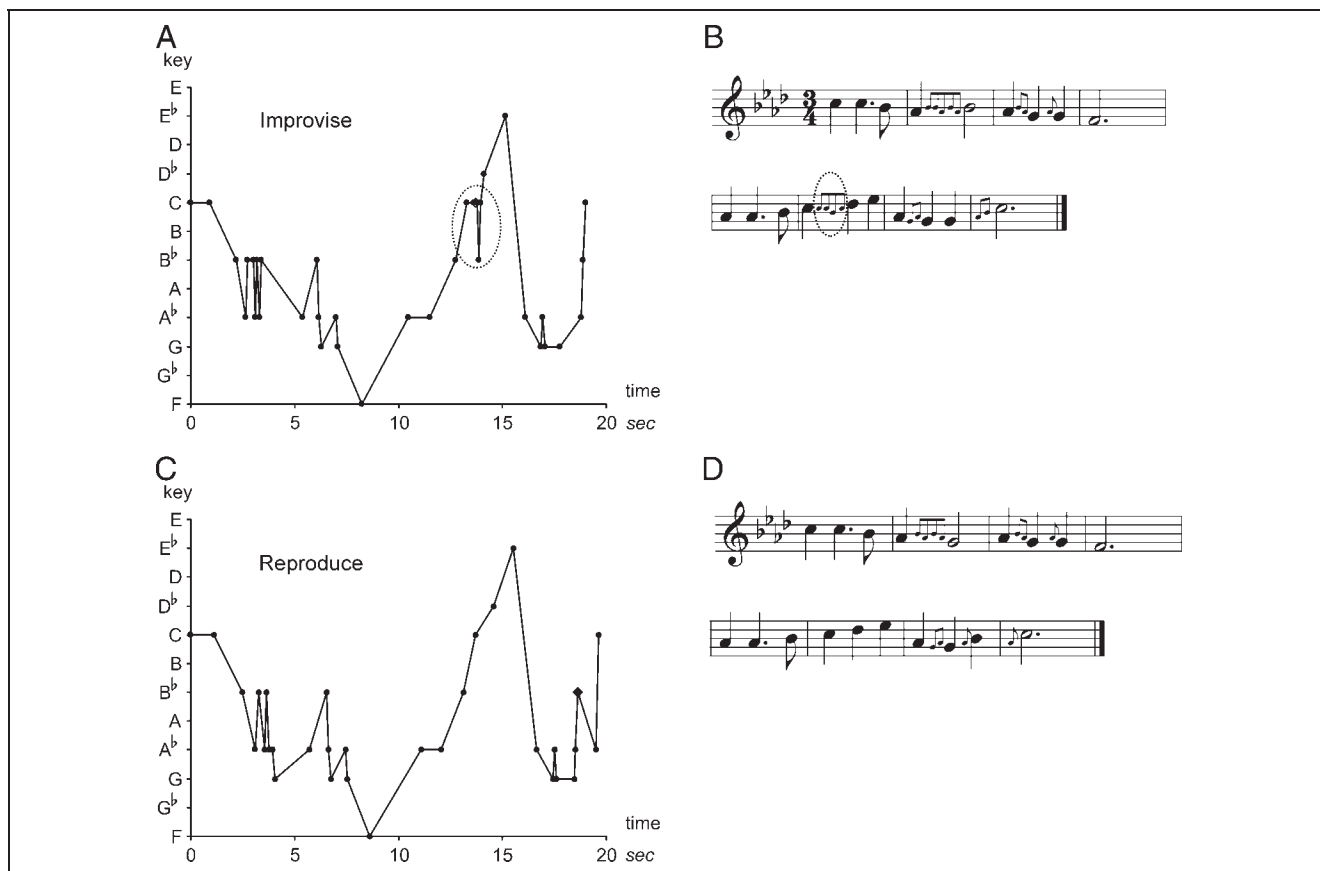 A
key
E
E♭
D
D♭
C
B
B♭
A
A♭
G
G♭
F
Improvise
0 5 10 15 20
time
sec
B
3
4
C
key
E
E♭
D
D♭
C
B
B♭
A
A♭
G
G♭
F
Reproduce
0 5 10 15 20
time
sec
D